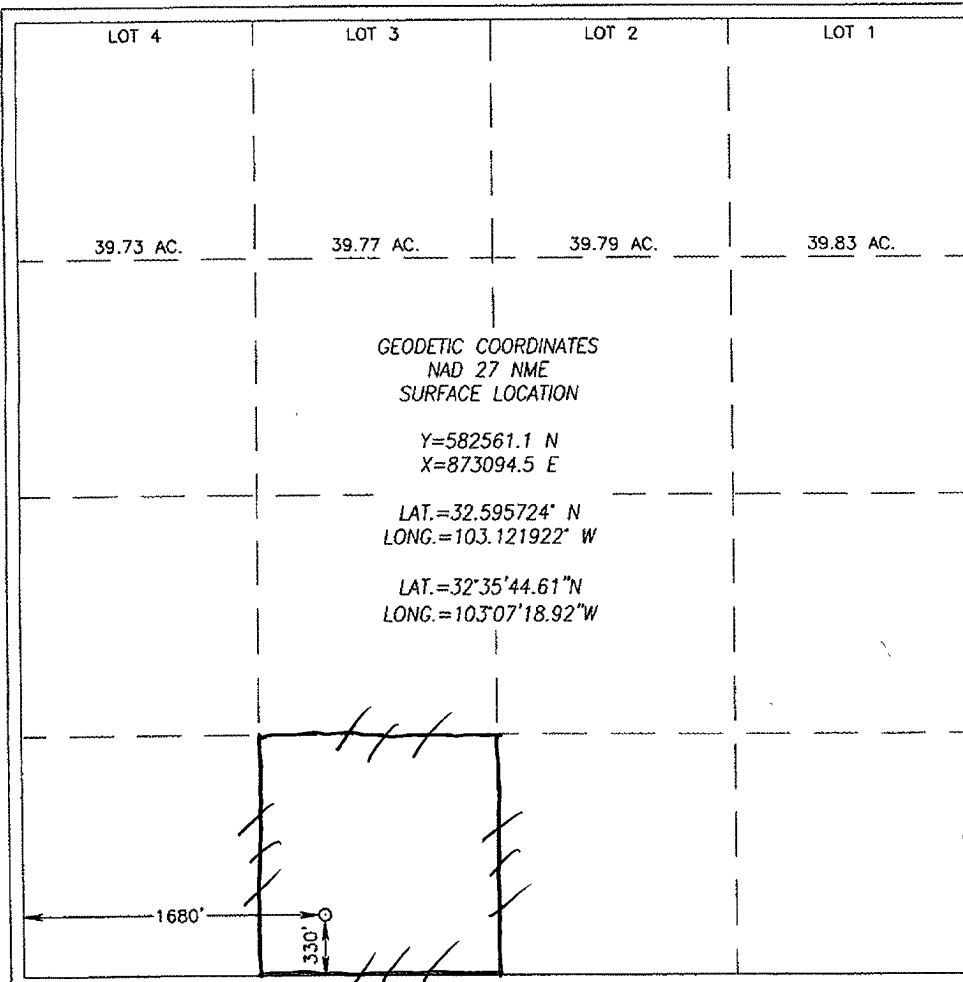 LOT 4 LOT 3 LOT 2 LOT 1
39.73 AC. 39.77 AC. 39.79 AC. 39.83 AC.
GEODETIC COORDINATES
NAD 27 NME
SURFACE LOCATION
Y=582561.1 N
X=873094.5 E
LAT.=32.595724° N
LONG.=103.121922° W
LAT.=32°35'44.61"N
LONG.=103°07'18.92"W
1680'
330'